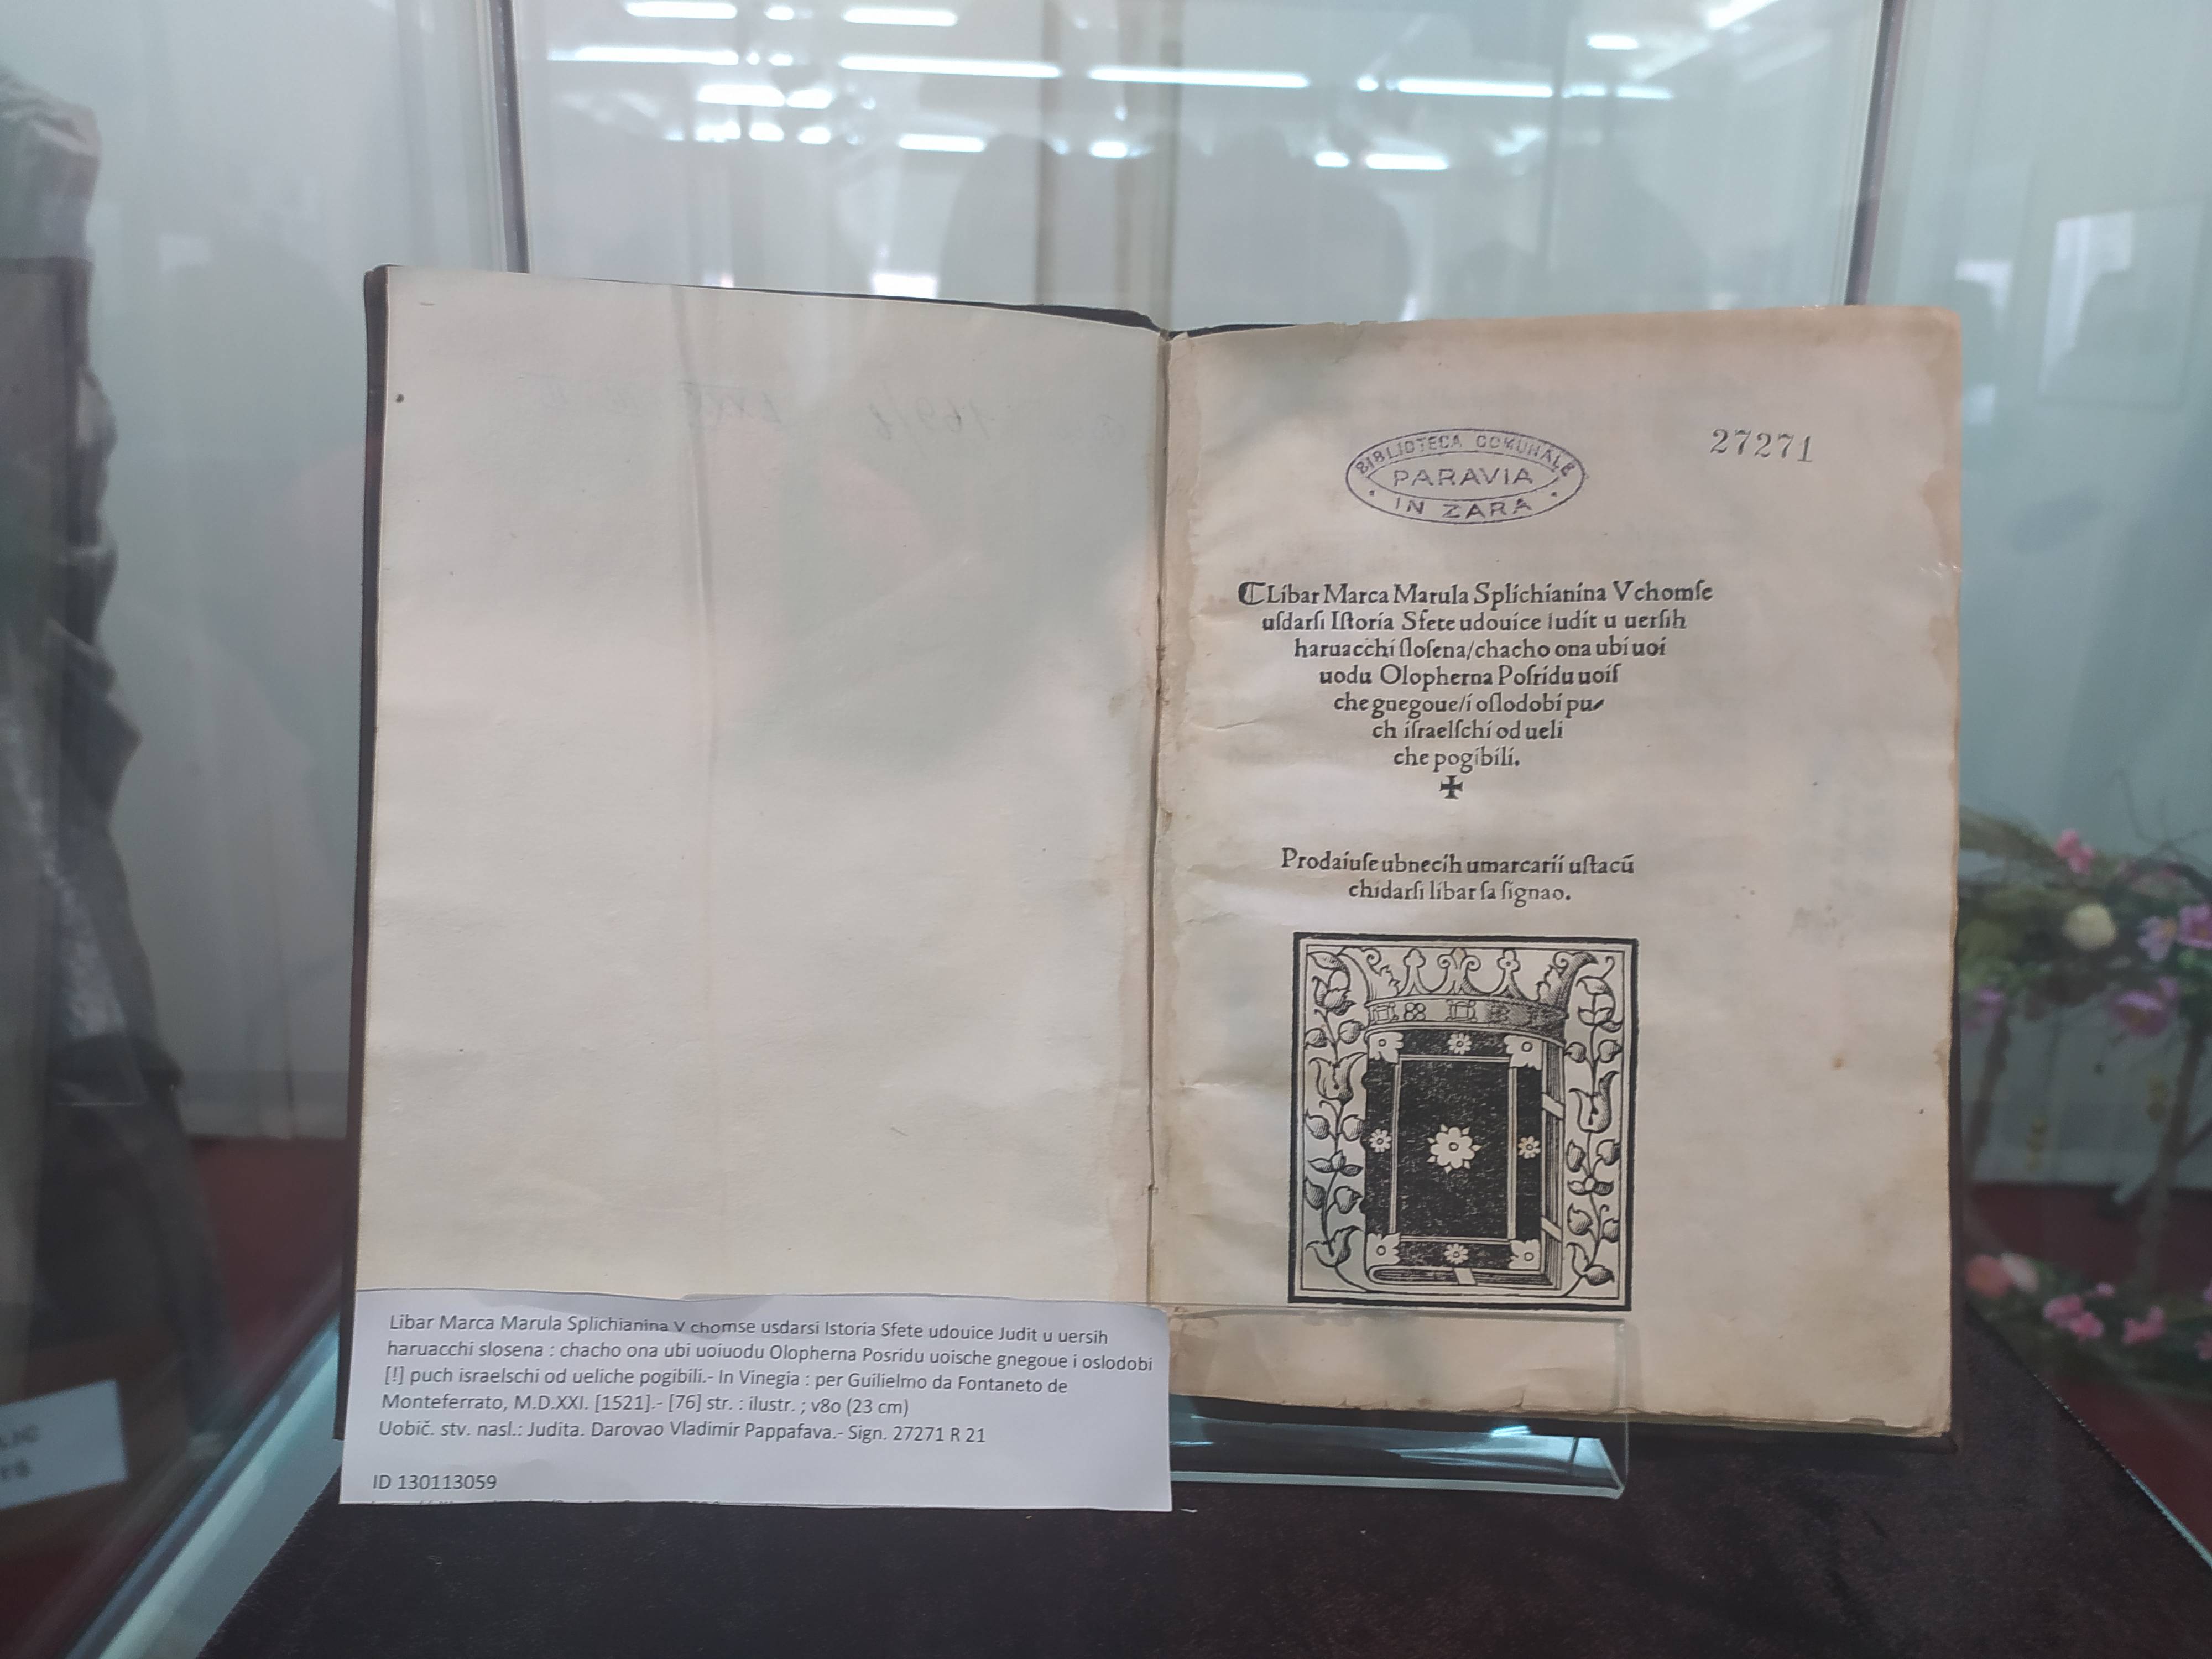 BIBLIOTECA COMUNALE
PARAVIA
IN ZARA
27271
Libar Marca Marula Splichianina V chomſe
uſdarſi Iſtoria Sfete udouice Iudit u uerſih
haruacchi ſloſena/chacho ona ubi uoi
uodu Olopherna Poſridu uoiſ
che gnegoue/i oſlodobi pu
ch iſraelſchi od ueli
che pogibili.
✠
Prodaiuſe ubnecih umarcarii uſtacū
chidarſi libar ſa ſignao.
Libar Marca Marula Splichianina V chomse usdarsi Istoria Sfete udouice Judit u uersih
haruacchi slosena : chacho ona ubi uoiuodu Olopherna Posridu uoische gnegoue i oslodobi
[!] puch israelschi od ueliche pogibili.- In Vinegia : per Guilielmo da Fontaneto de
Monteferrato, M.D.XXI. [1521].- [76] str. : ilustr. ; v8o (23 cm)
Uobič. stv. nasl.: Judita. Darovao Vladimir Pappafava.- Sign. 27271 R 21
ID 130113059